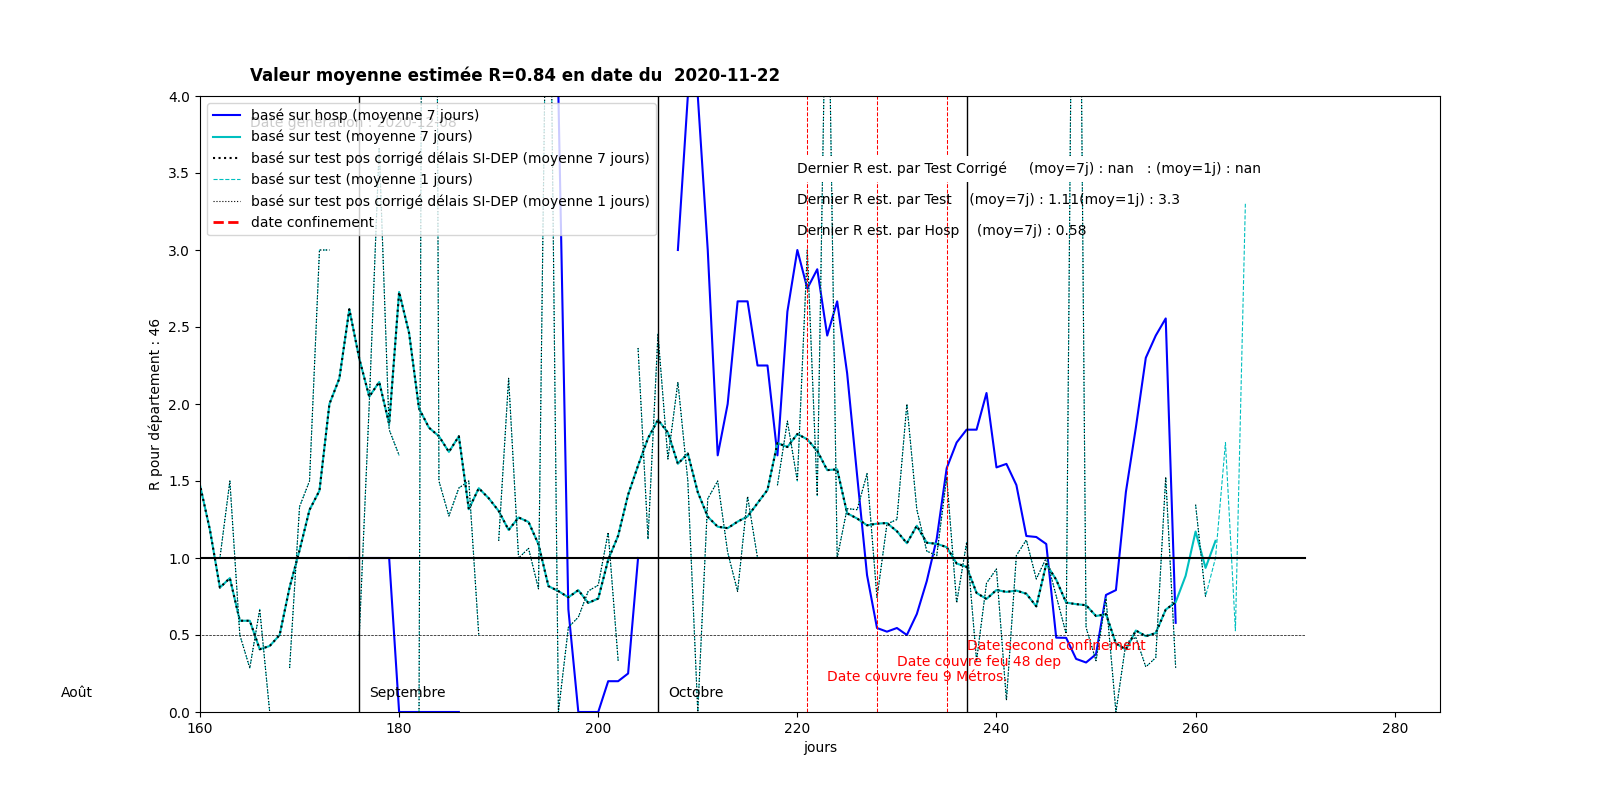 Valeur moyenne estimée R=0.84 en date du  2020-11-22
basé sur hosp (moyenne 7 jours)
basé sur test (moyenne 7 jours)
basé sur test pos corrigé délais SI-DEP (moyenne 7 jours)
basé sur test (moyenne 1 jours)
basé sur test pos corrigé délais SI-DEP (moyenne 1 jours)
date confinement
Dernier R est. par Test Corrigé (moy=7j) : nan : (moy=1j) : nan
Dernier R est. par Test (moy=7j) : 1.11(moy=1j) : 3.3
Dernier R est. par Hosp (moy=7j) : 0.58
4.0
3.5
3.0
2.5
2.0
1.5
1.0
0.5
0.0
R pour département : 46
Date second confinement
Date couvre feu 48 dep
Date couvre feu 9 Métros
Août
Septembre
Octobre
160 180 200 220 240 260 280
jours